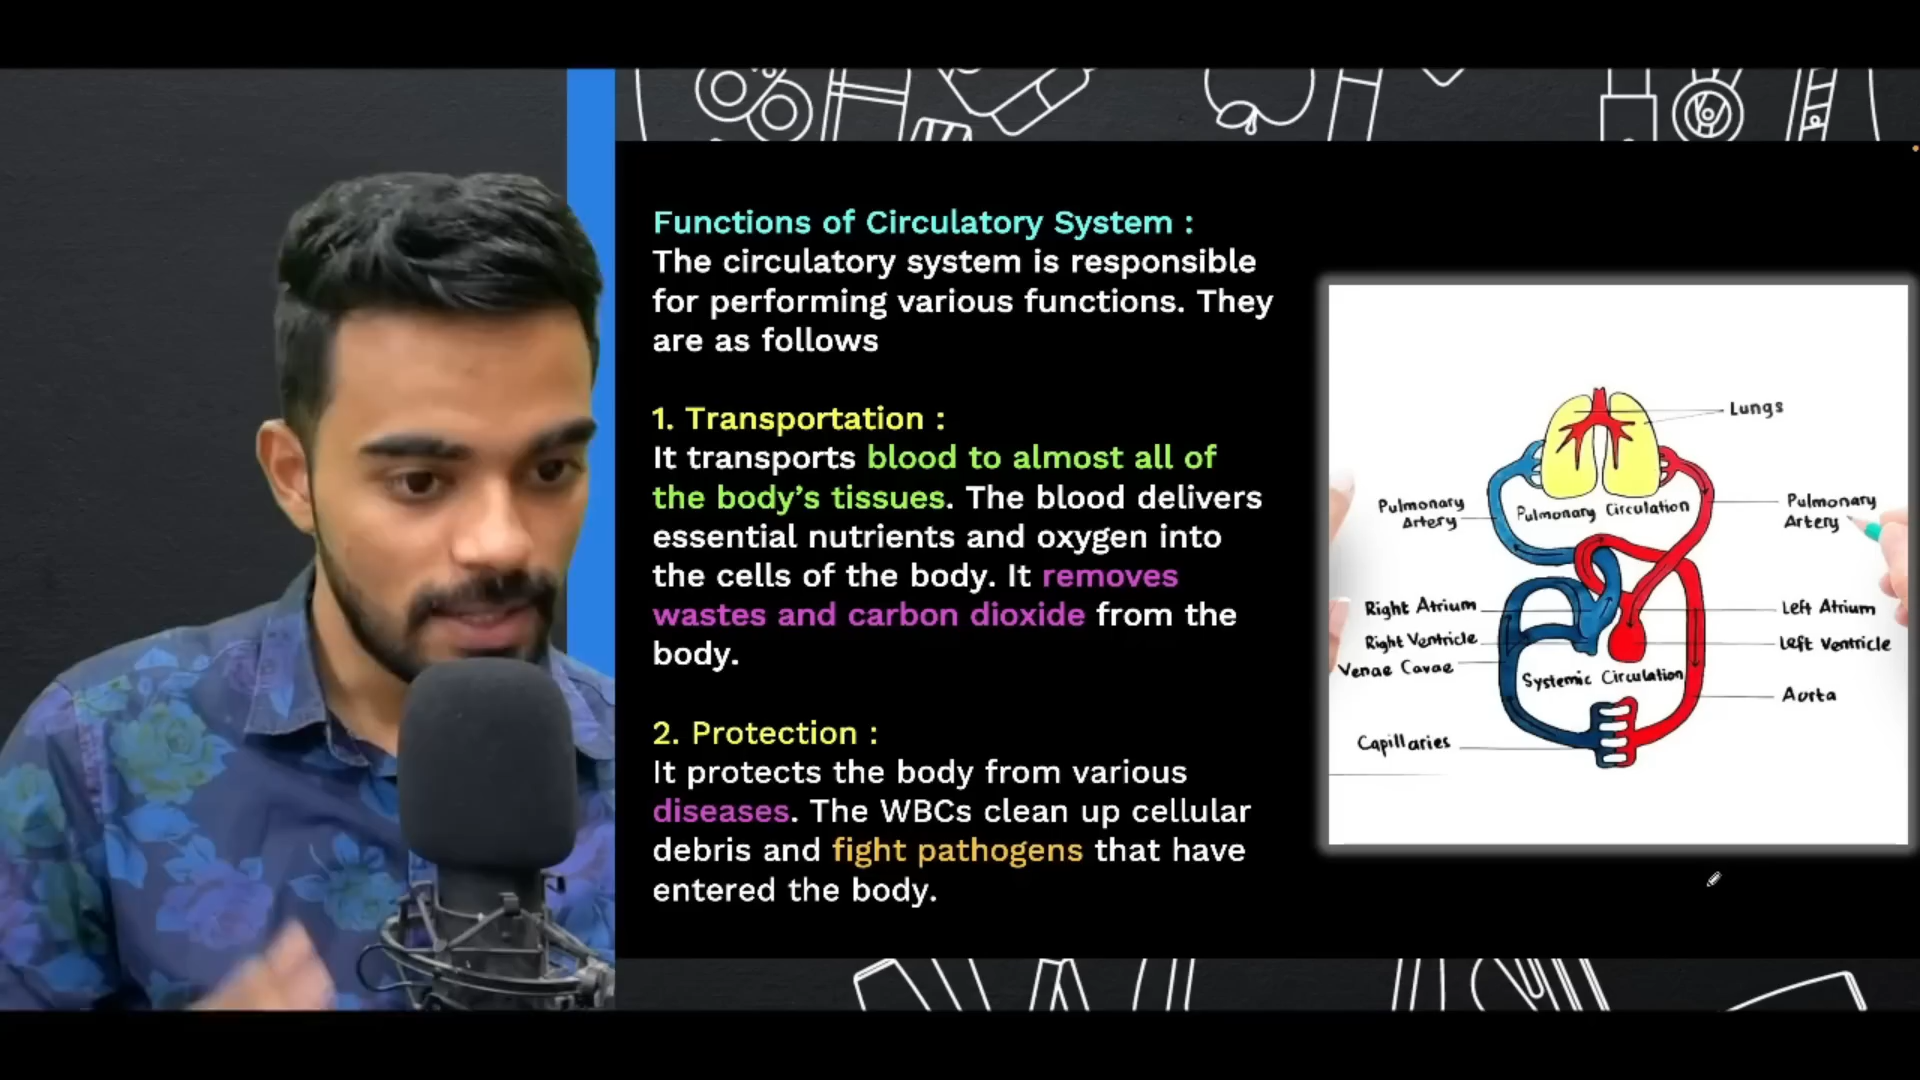 Functions of Circulatory System :
The circulatory system is responsible
for performing various functions. They
are as follows
1. Transportation :
It transports blood to almost all of
the body’s tissues. The blood delivers
essential nutrients and oxygen into
the cells of the body. It removes
wastes and carbon dioxide from the
body.
2. Protection :
It protects the body from various
diseases. The WBCs clean up cellular
debris and fight pathogens that have
entered the body.
Lungs
Pulmonary
Artery
Pulmonary Circulation
Pulmonary
Artery
Right Atrium
Left Atrium
Right Ventricle
Left Ventricle
Venae Cavae
Systemic Circulation
Aorta
Capillaries